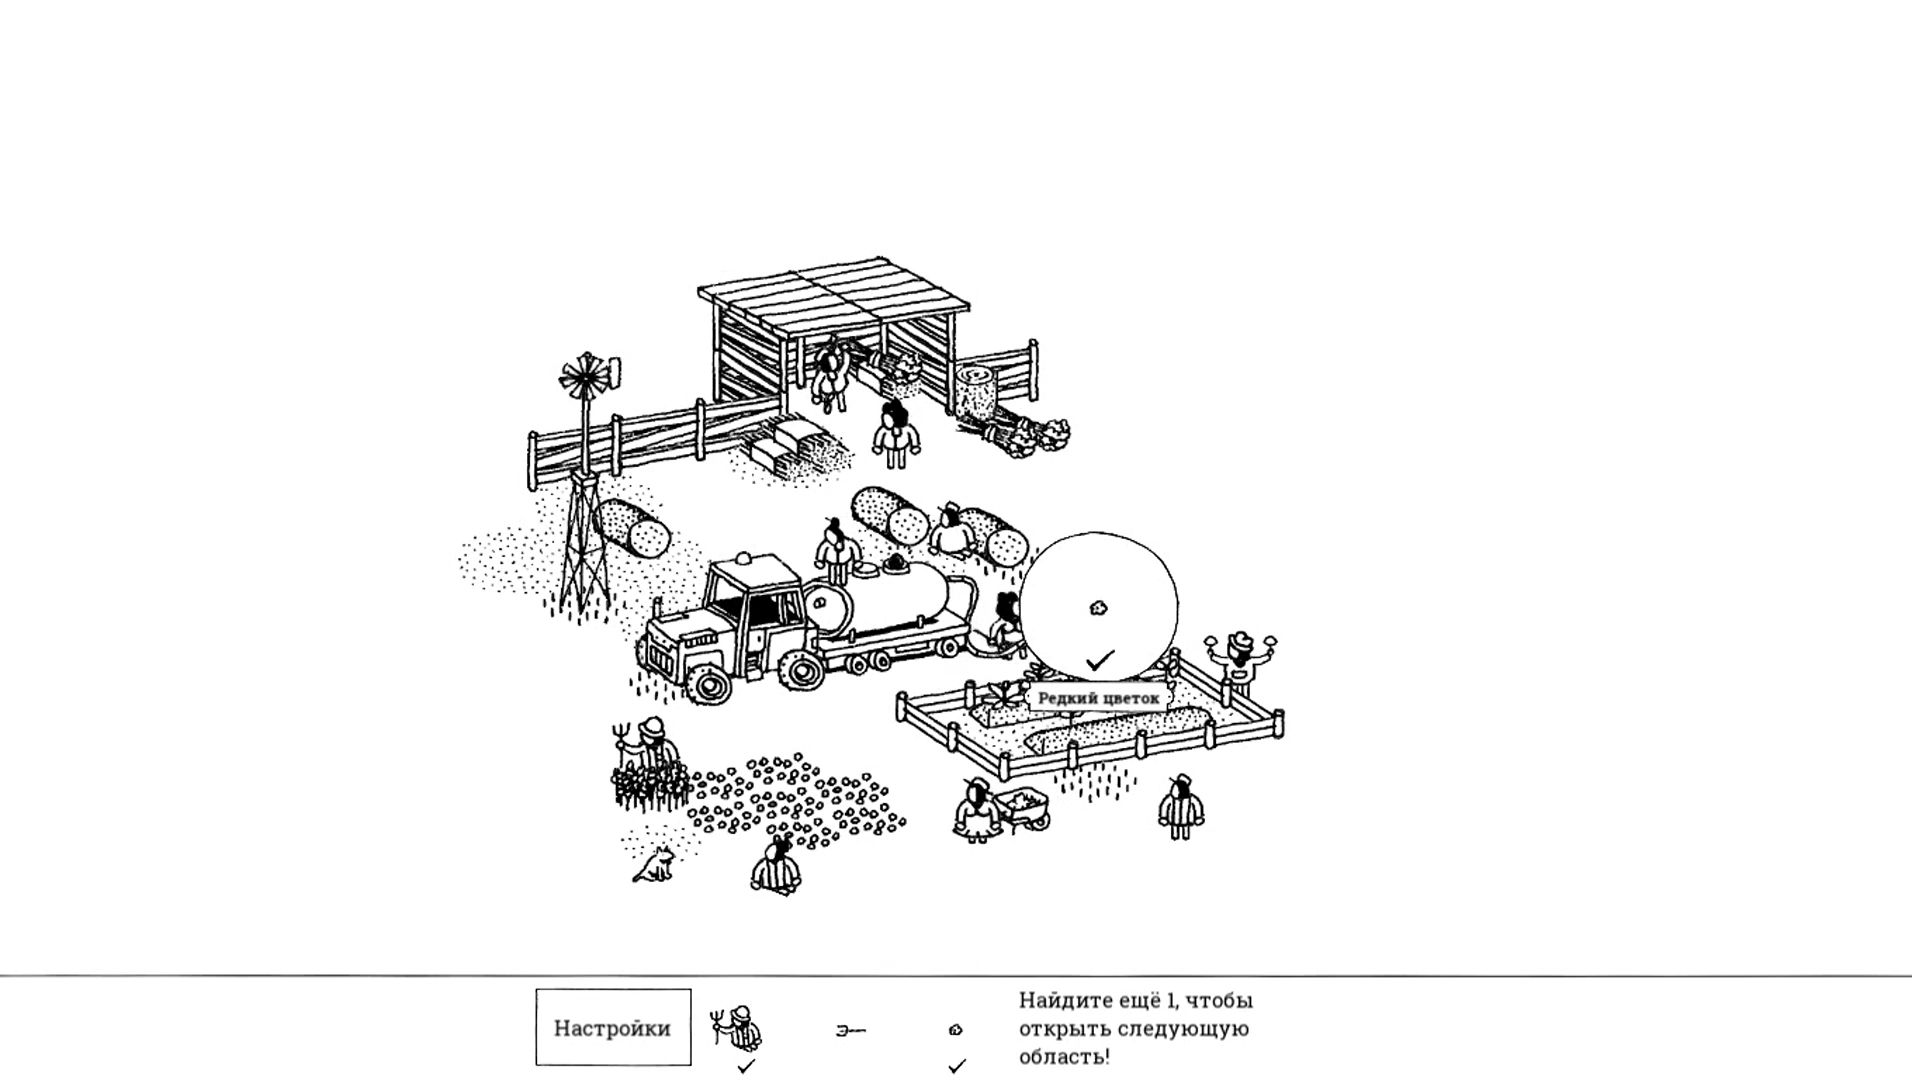 Редкий цветок
Настройки
Найдите ещё 1, чтобы
открыть следующую
область!